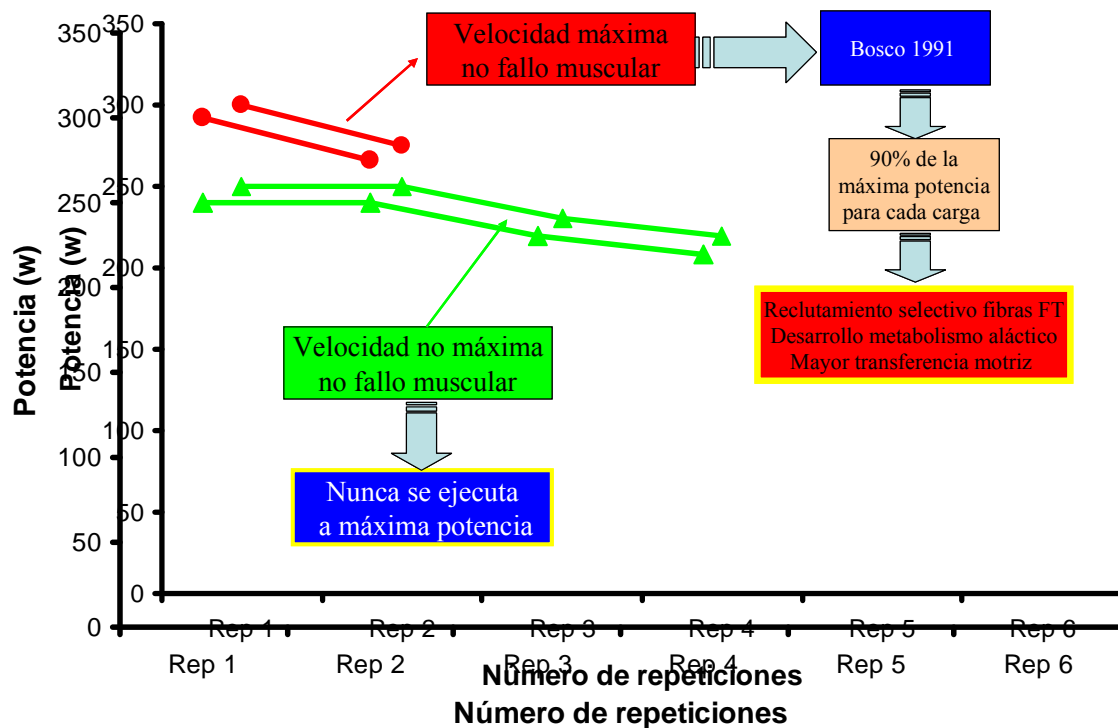 Velocidad máxima
no fallo muscular
Bosco 1991
90% de la
máxima potencia
para cada carga
Reclutamiento selectivo fibras FT
Desarrollo metabolismo aláctico
Mayor transferencia motriz
Velocidad no máxima
no fallo muscular
Nunca se ejecuta
a máxima potencia
Potencia (w)
Potencia (w)
350
300
250
200
150
100
50
0
350
300
250
200
150
100
50
0
Rep 1 Rep 2 Rep 3 Rep 4 Rep 5 Rep 6
Rep 1 Rep 2 Rep 3 Rep 4 Rep 5 Rep 6
Número de repeticiones
Número de repeticiones